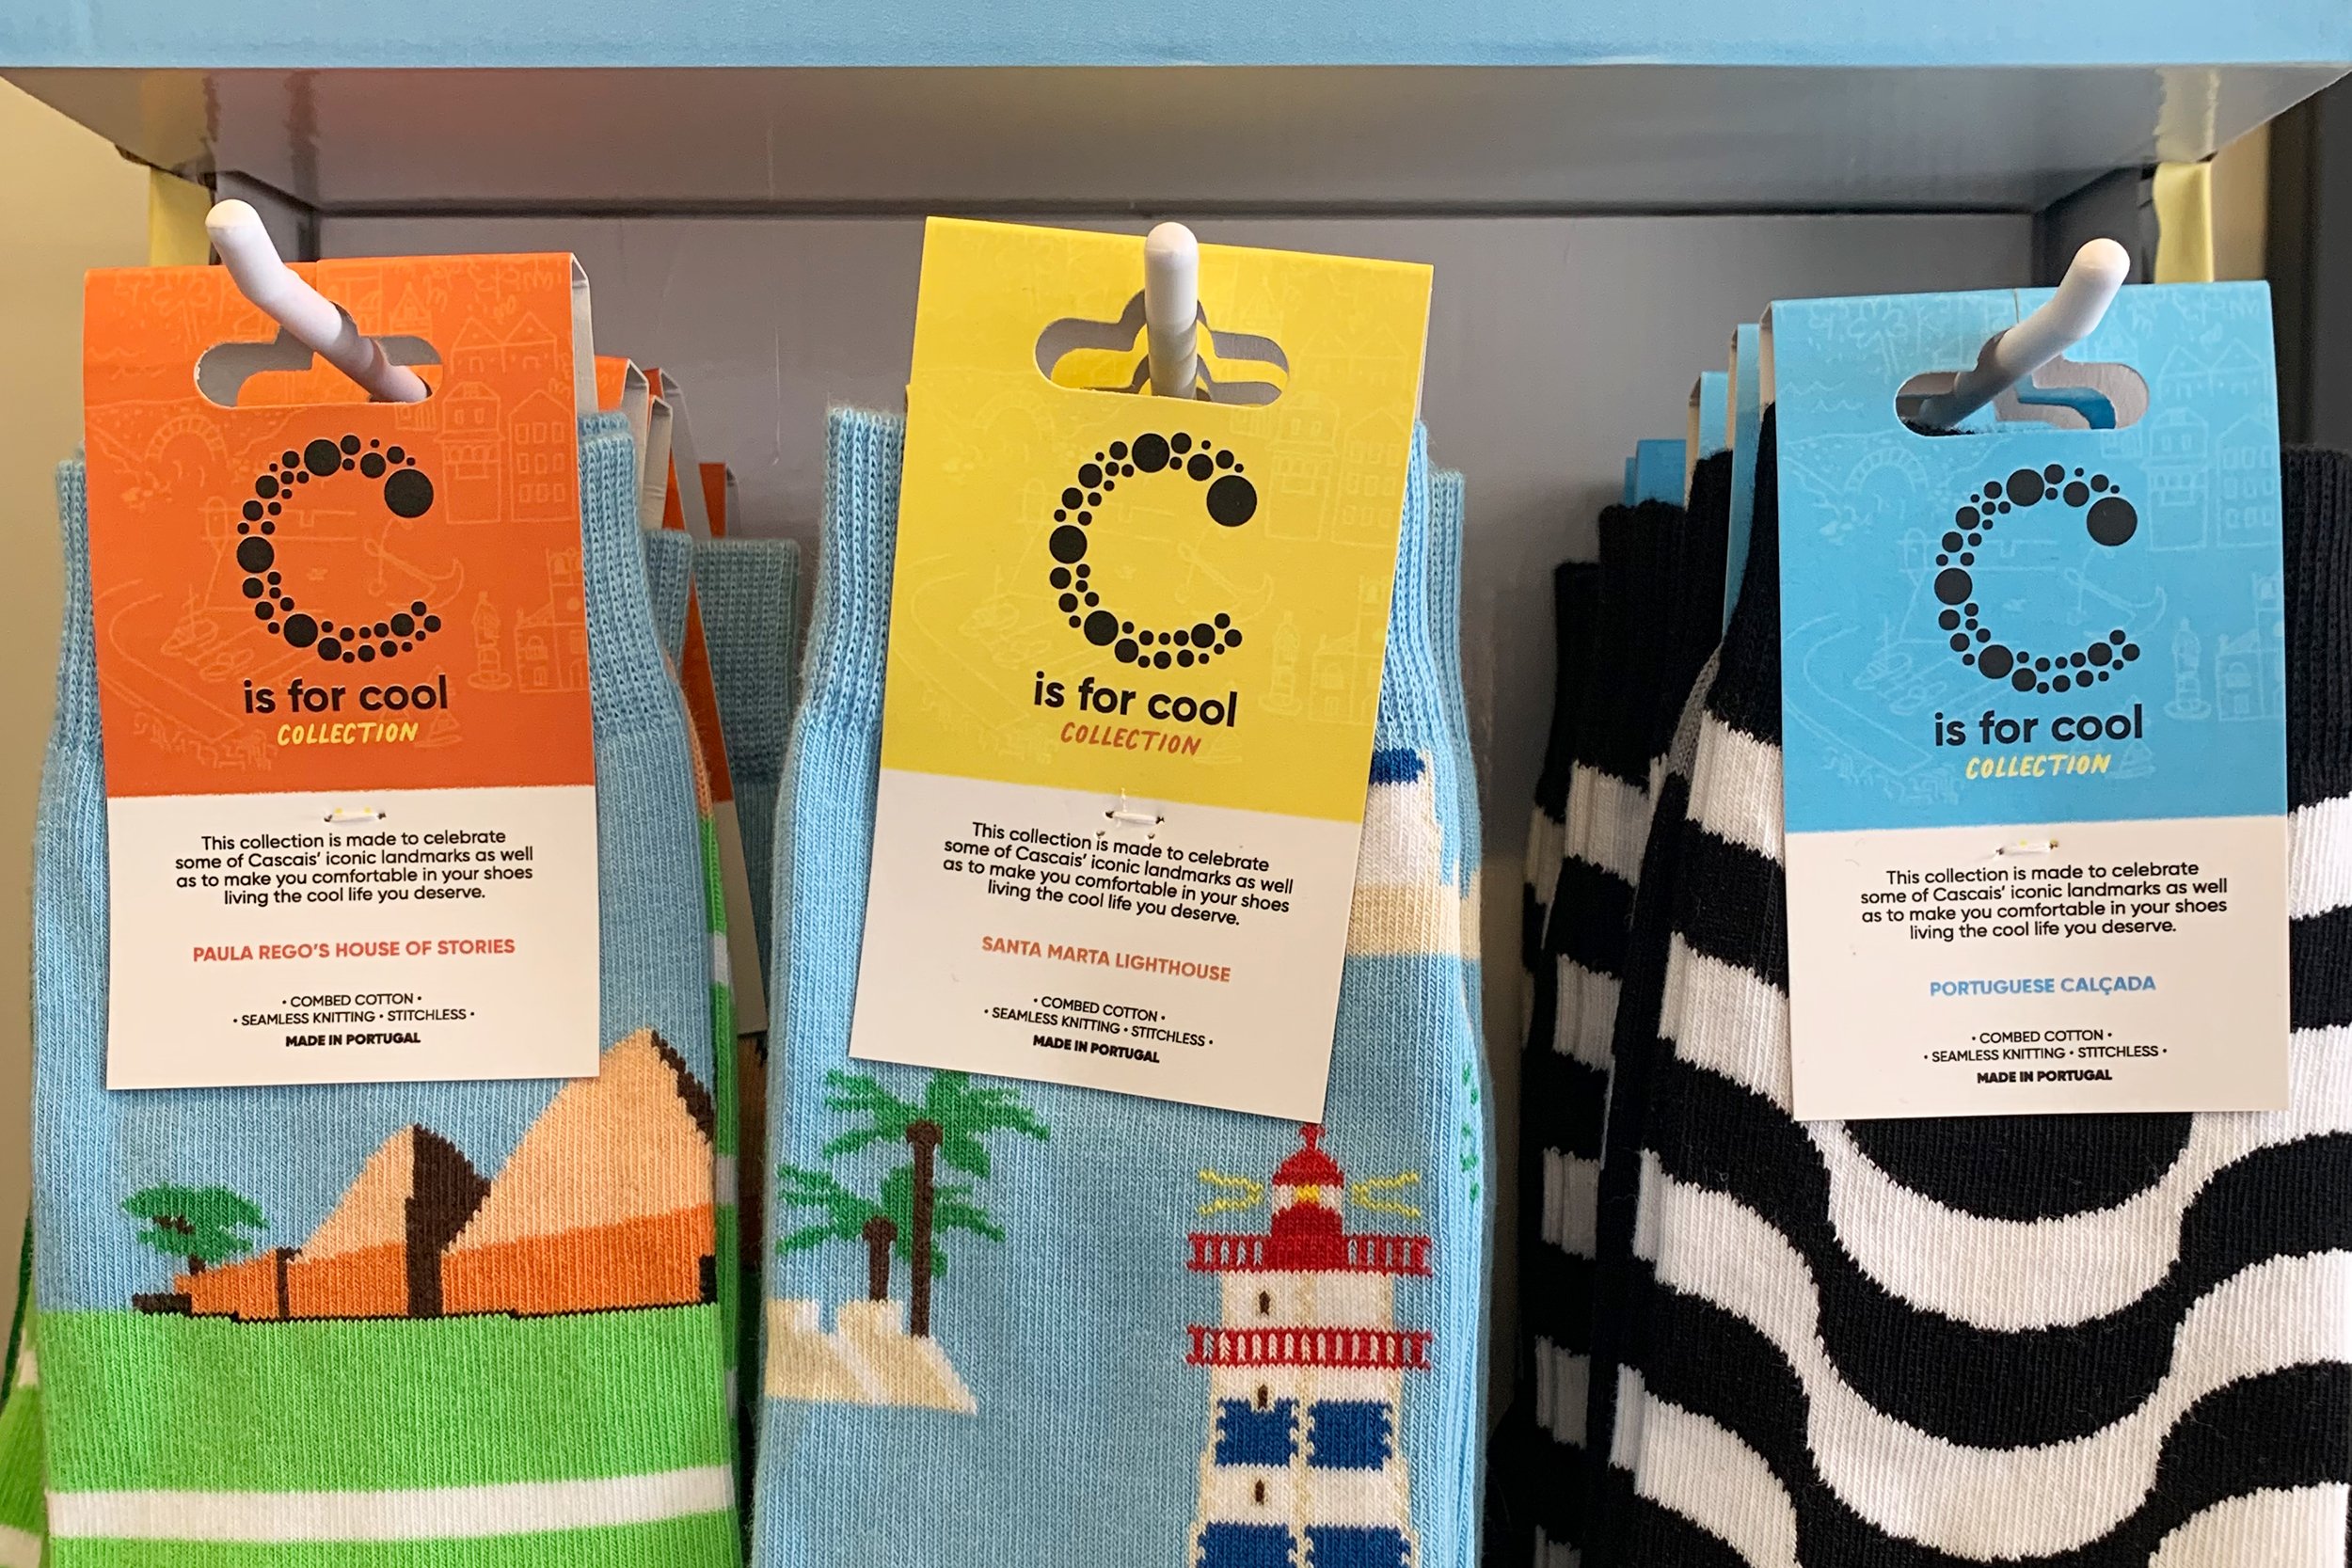 C
is for cool
COLLECTION
This collection is made to celebrate
some of Cascais' iconic landmarks as well
as to make you comfortable in your shoes
living the cool life you deserve.
PAULA REGO'S HOUSE OF STORIES
• COMBED COTTON •
• SEAMLESS KNITTING • STITCHLESS •
MADE IN PORTUGAL
C
is for cool
COLLECTION
This collection is made to celebrate
some of Cascais' iconic landmarks as well
as to make you comfortable in your shoes
living the cool life you deserve.
SANTA MARTA LIGHTHOUSE
• COMBED COTTON •
• SEAMLESS KNITTING • STITCHLESS •
MADE IN PORTUGAL
C
is for cool
COLLECTION
This collection is made to celebrate
some of Cascais' iconic landmarks as well
as to make you comfortable in your shoes
living the cool life you deserve.
PORTUGUESE CALÇADA
• COMBED COTTON •
• SEAMLESS KNITTING • STITCHLESS •
MADE IN PORTUGAL